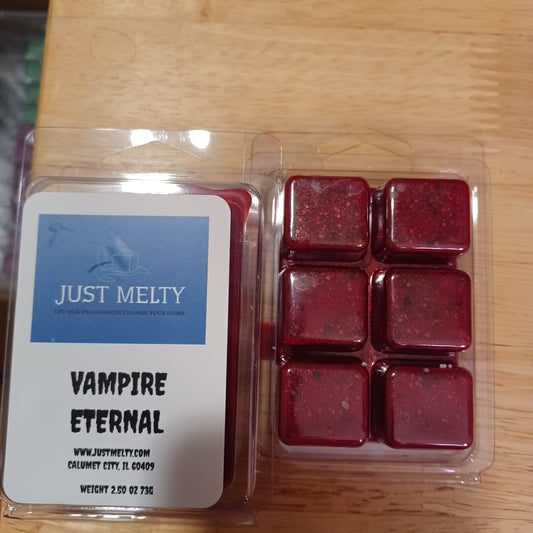 JUST MELTY
LET OUR FRAGRANCES CHANGE YOUR HOME
VAMPIRE
ETERNAL
WWW.JUSTMELTY.COM
CALUMET CITY, IL 60409
WEIGHT 2.50 OZ 73G